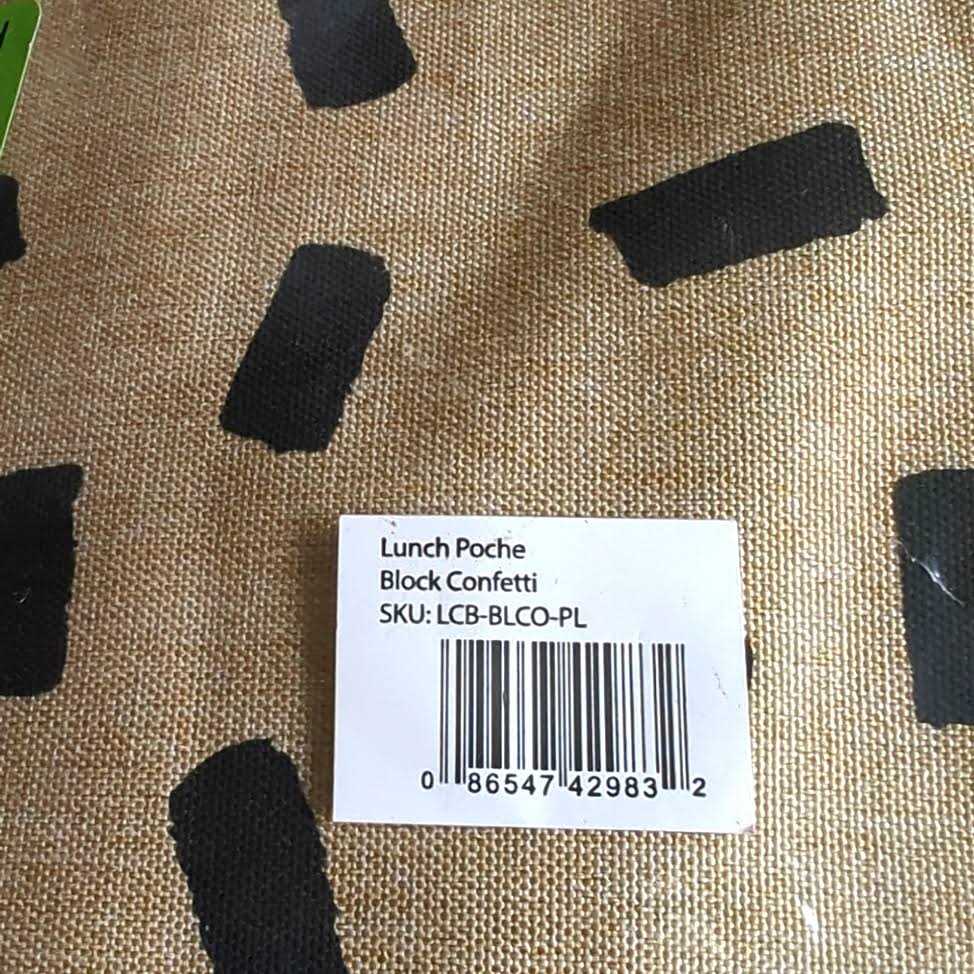 Lunch Poche
Block Confetti
SKU: LCB-BLCO-PL
0 86547 42983 2